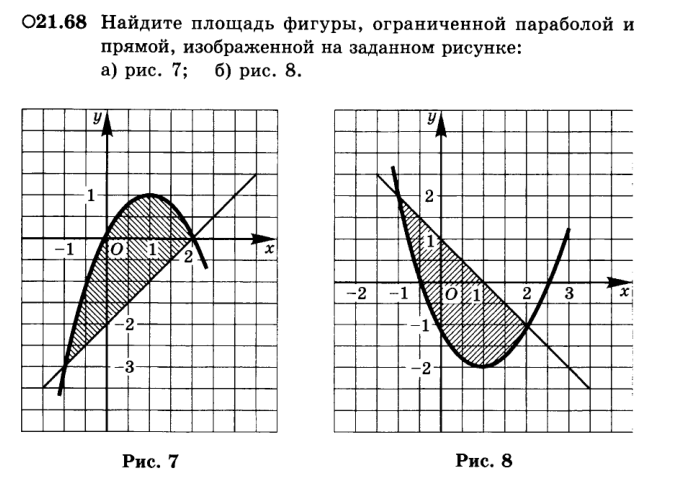 О21.68 Найдите площадь фигуры, ограниченной параболой и
прямой, изображенной на заданном рисунке:
а) рис. 7; б) рис. 8.
y
1
−1 O 1 2 x
−2
−3
Рис. 7
y
2
1
−2 −1 O 1 2 3 x
−1
−2
Рис. 8